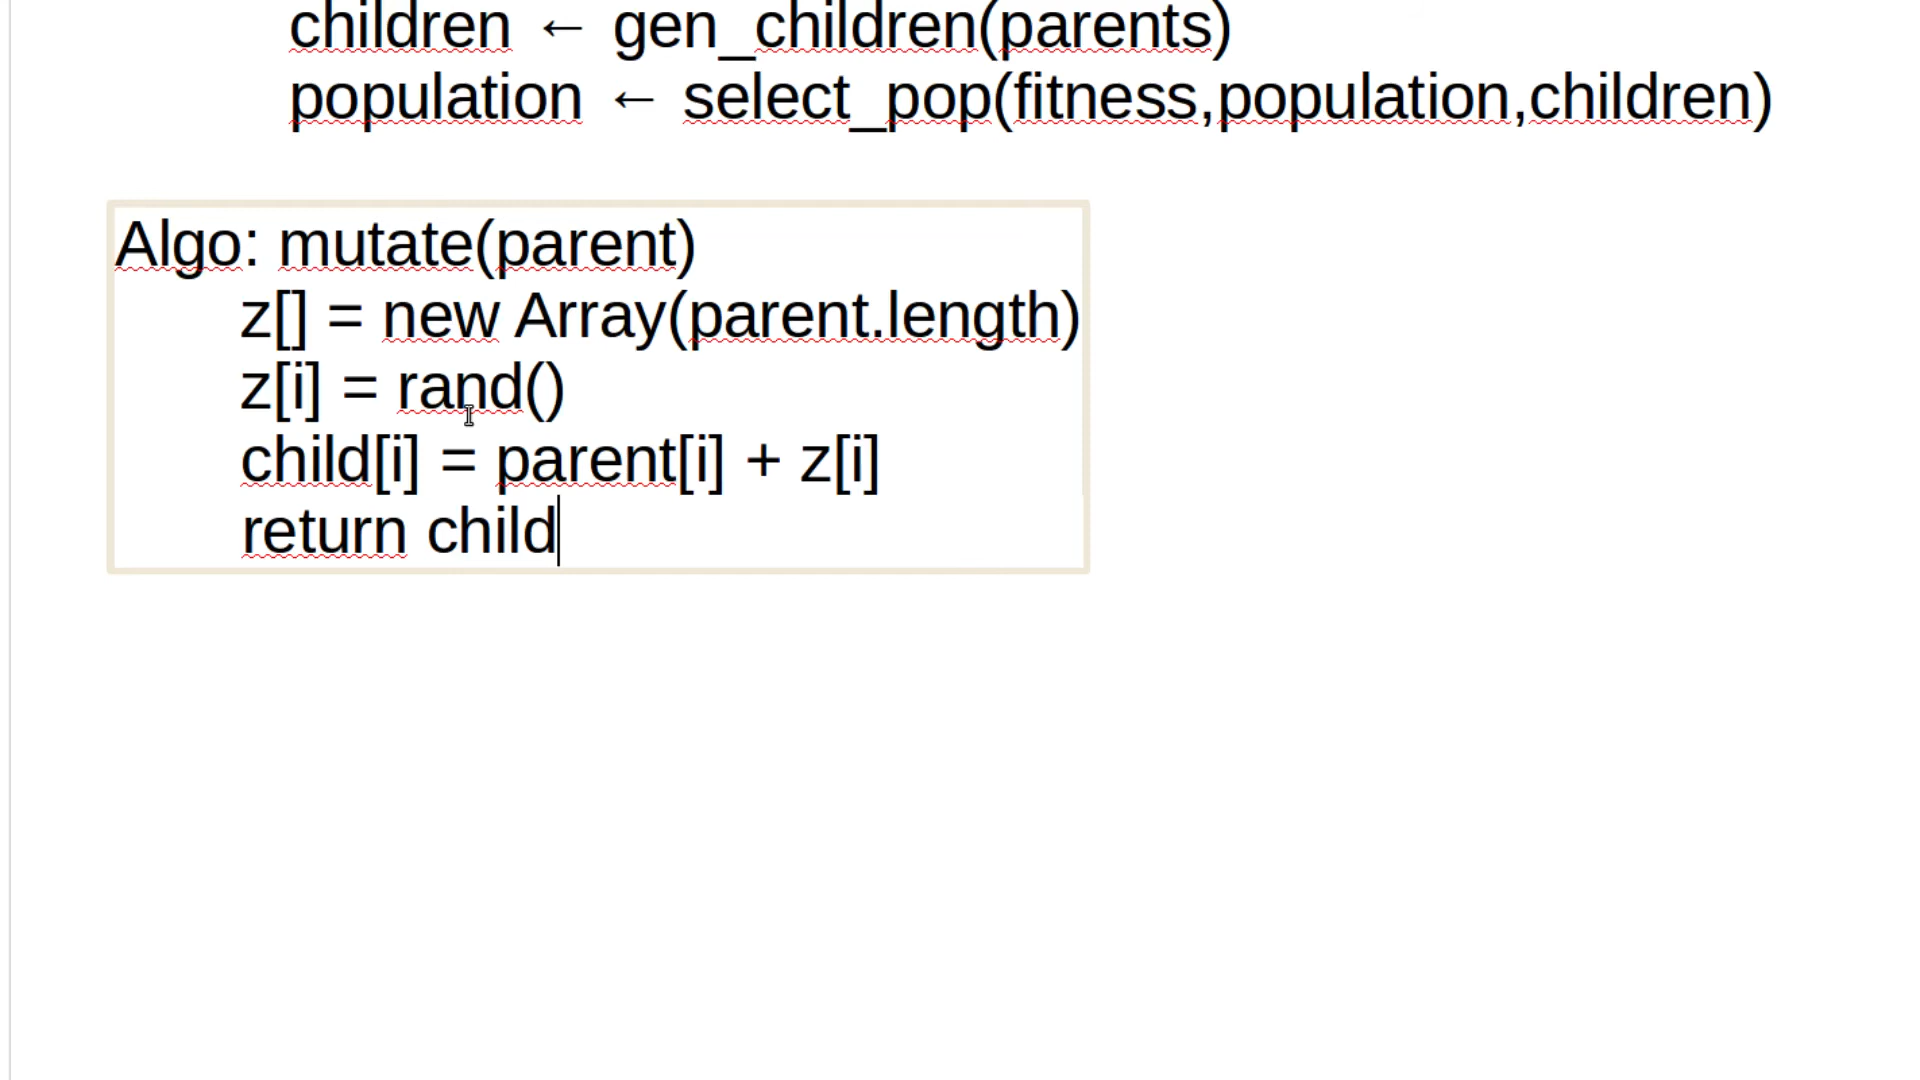 children ← gen_children(parents)
population ← select_pop(fitness,population,children)
Algo: mutate(parent)
z[] = new Array(parent.length)
z[i] = rand()
child[i] = parent[i] + z[i]
return child